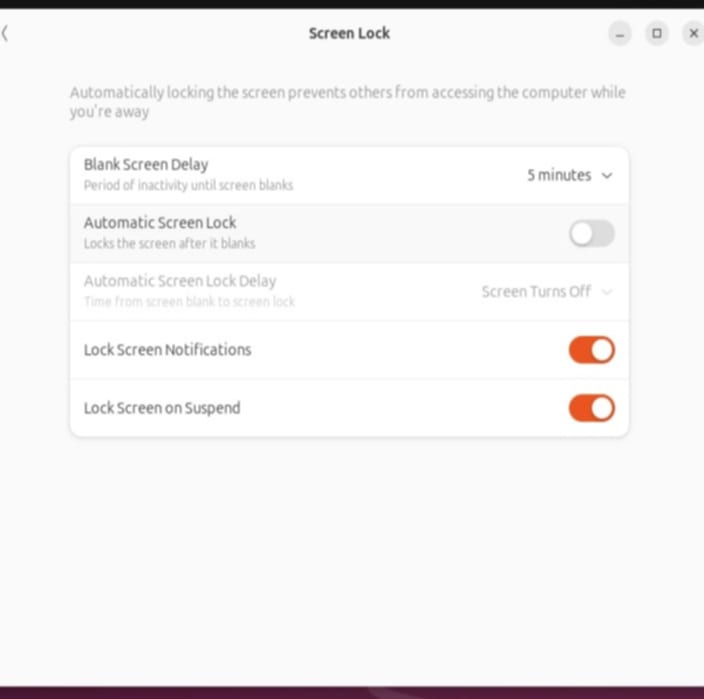 Screen Lock
Automatically locking the screen prevents others from accessing the computer while
you're away
Blank Screen Delay
5 minutes
Period of inactivity until screen blanks
Automatic Screen Lock
Locks the screen after it blanks
Automatic Screen Lock Delay
Screen Turns Off
Time from screen blank to screen lock
Lock Screen Notifications
Lock Screen on Suspend